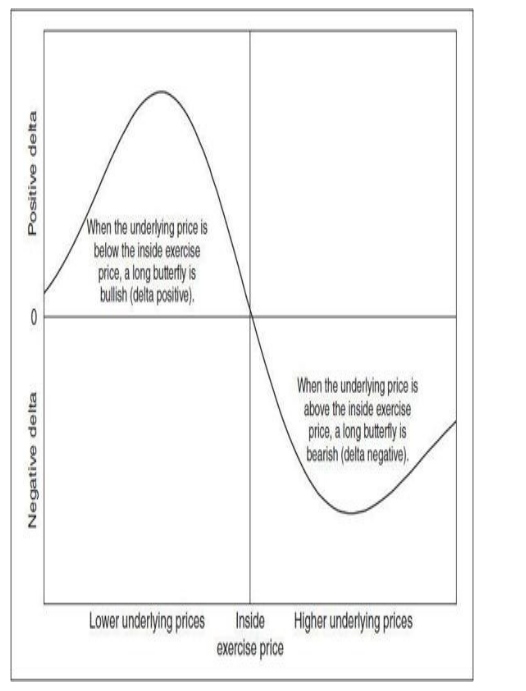 Positive delta
When the underlying price is
below the inside exercise
price, a long butterfly is
bullish (delta positive).
0
When the underlying price is
above the inside exercise
price, a long butterfly is
bearish (delta negative).
Negative delta
Lower underlying prices
Inside
exercise price
Higher underlying prices